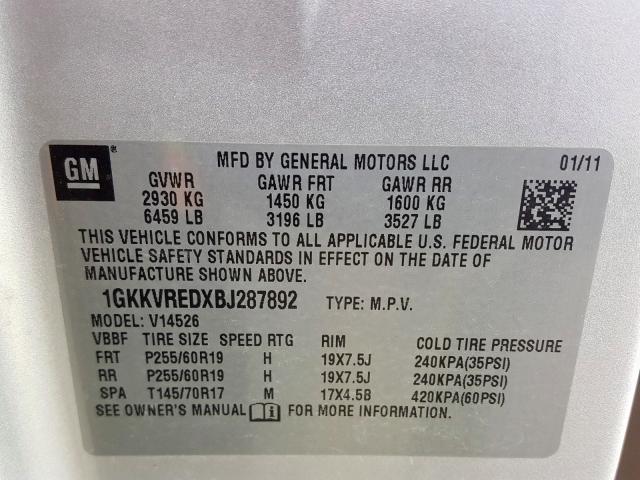 GM ®
MFD BY GENERAL MOTORS LLC 01/11
GVWR GAWR FRT GAWR RR
2930 KG 1450 KG 1600 KG
6459 LB 3196 LB 3527 LB
THIS VEHICLE CONFORMS TO ALL APPLICABLE U.S. FEDERAL MOTOR
VEHICLE SAFETY STANDARDS IN EFFECT ON THE DATE OF
MANUFACTURE SHOWN ABOVE.
1GKKVREDXBJ287892 TYPE: M.P.V.
MODEL: V14526
VBBF TIRE SIZE SPEED RTG RIM COLD TIRE PRESSURE
FRT P255/60R19 H 19X7.5J 240KPA(35PSI)
RR P255/60R19 H 19X7.5J 240KPA(35PSI)
SPA T145/70R17 M 17X4.5B 420KPA(60PSI)
SEE OWNER'S MANUAL i FOR MORE INFORMATION.